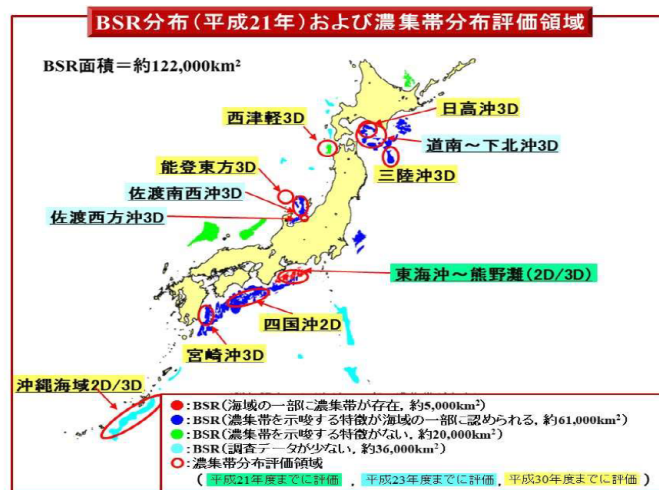 BSR分布(平成21年)および濃集帯分布評価領域
BSR面積=約122,000km²
日高沖3D
西津軽3D
道南~下北沖3D
能登東方3D
三陸沖3D
佐渡南西沖3D
佐渡西方沖3D
東海沖~熊野灘(2D/3D)
四国沖2D
宮崎沖3D
沖縄海域2D/3D
●:BSR(海域の一部に濃集帯が存在. 約5,000km²)
●:BSR(濃集帯を示唆する特徴が海域の一部に認められる. 約61,000km²)
●:BSR(濃集帯を示唆する特徴がない. 約20,000km²)
●:BSR(調査データが少ない. 約36,000km²)
○:濃集帯分布評価領域
(平成21年度までに評価 , 平成23年度までに評価 , 平成30年度までに評価)